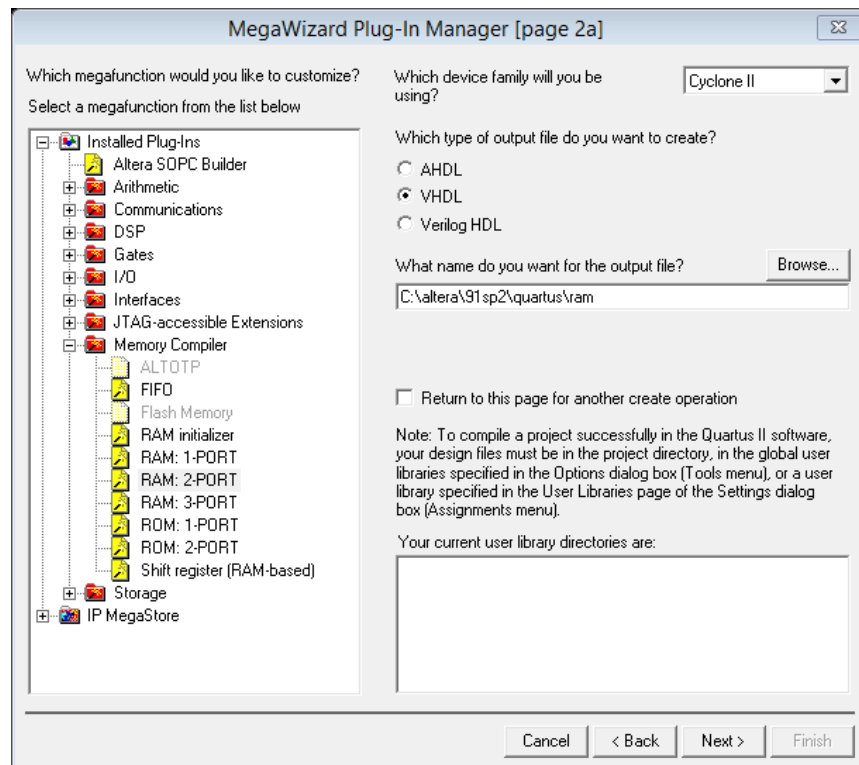 MegaWizard Plug-In Manager [page 2a]
Which megafunction would you like to customize?
Select a megafunction from the list below
Installed Plug-Ins
Altera SOPC Builder
Arithmetic
Communications
DSP
Gates
I/O
Interfaces
JTAG-accessible Extensions
Memory Compiler
ALTOTP
FIFO
Flash Memory
RAM initializer
RAM: 1-PORT
RAM: 2-PORT
RAM: 3-PORT
ROM: 1-PORT
ROM: 2-PORT
Shift register (RAM-based)
Storage
IP MegaStore
Which device family will you be
using?
Cyclone II
Which type of output file do you want to create?
AHDL
VHDL
Verilog HDL
What name do you want for the output file?
Browse...
C:\altera\91sp2\quartus\ram
Return to this page for another create operation
Note: To compile a project successfully in the Quartus II software,
your design files must be in the project directory, in the global user
libraries specified in the Options dialog box (Tools menu), or a user
library specified in the User Libraries page of the Settings dialog
box (Assignments menu).
Your current user library directories are:
Cancel
< Back
Next >
Finish